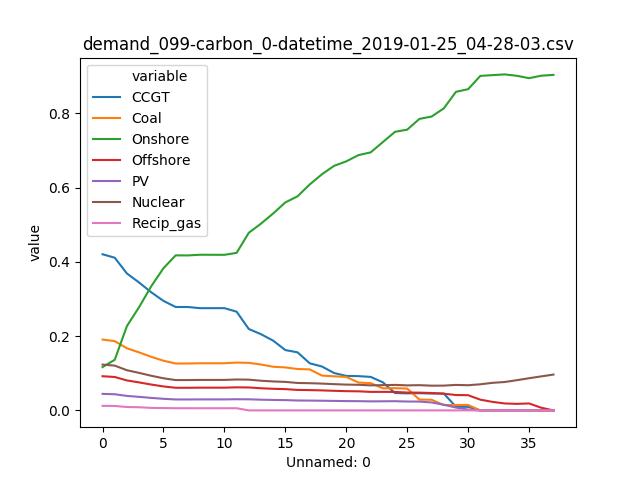 demand_099-carbon_0-datetime_2019-01-25_04-28-03.csv
variable
CCGT
Coal
Onshore
Offshore
PV
Nuclear
Recip_gas
value
0.8
0.6
0.4
0.2
0.0
0 5 10 15 20 25 30 35
Unnamed: 0